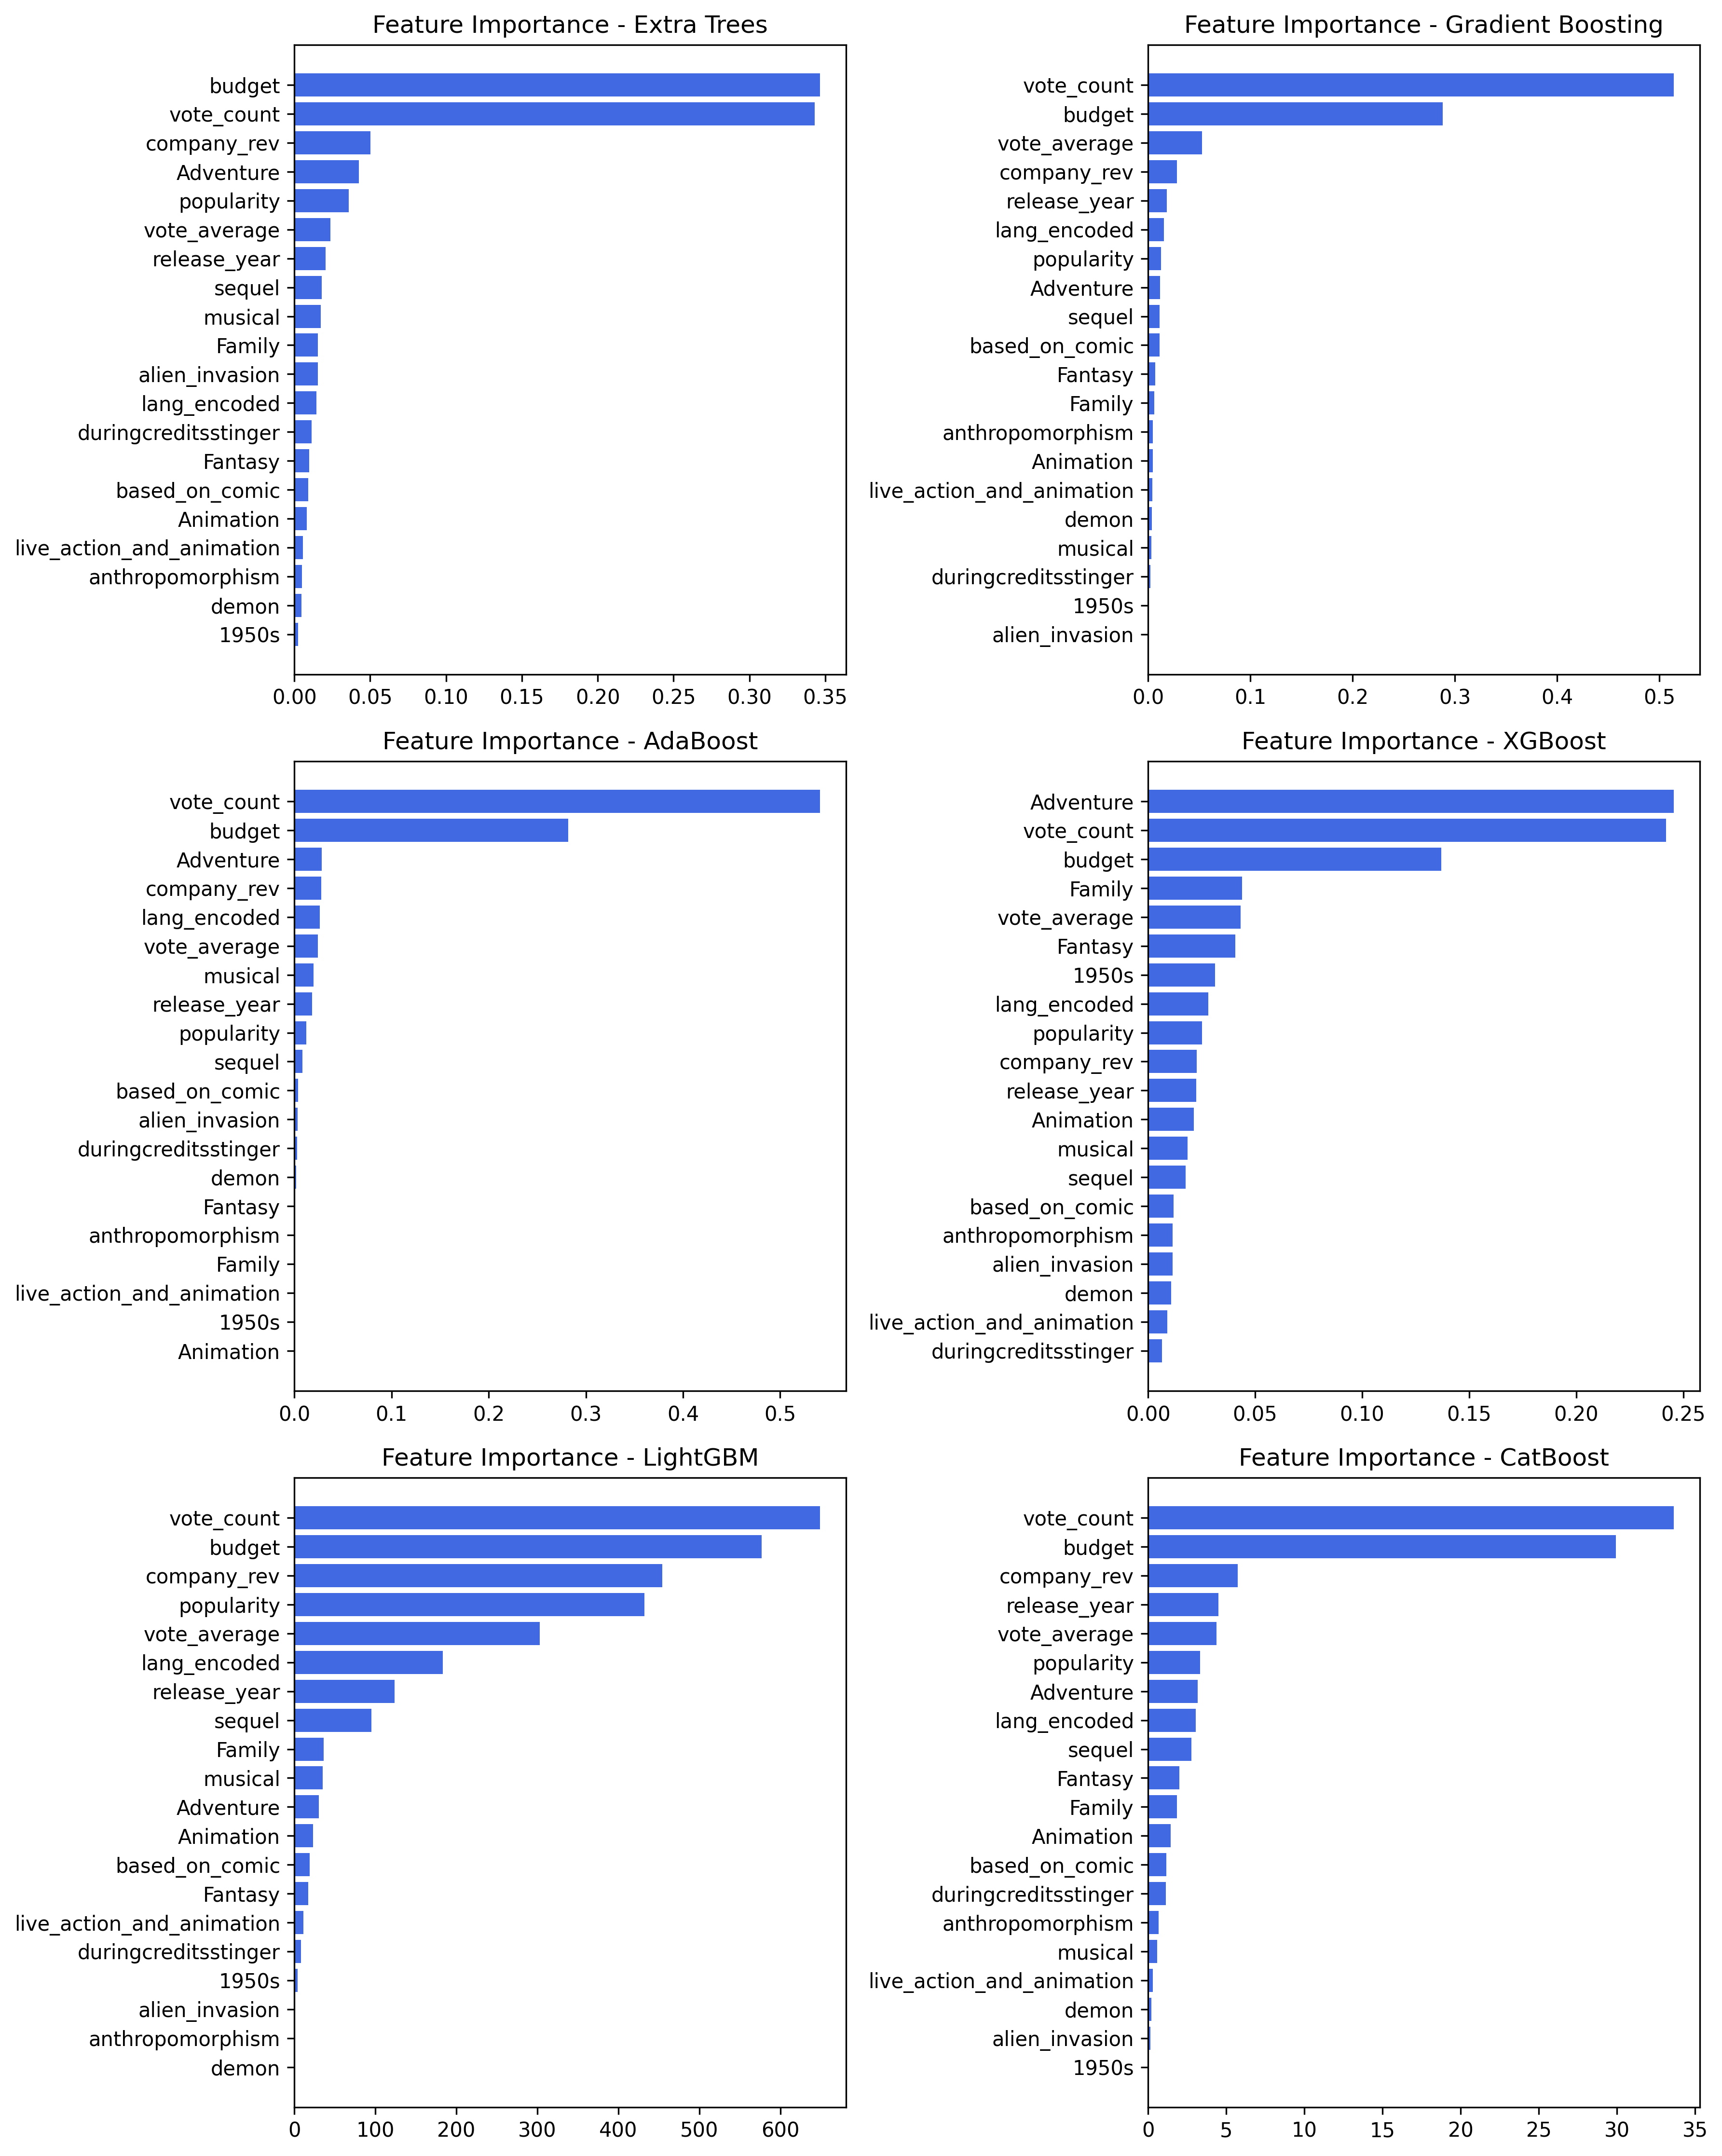 Feature Importance - Extra Trees
budget
vote_count
company_rev
Adventure
popularity
vote_average
release_year
sequel
musical
Family
alien_invasion
lang_encoded
duringcreditsstinger
Fantasy
based_on_comic
Animation
live_action_and_animation
anthropomorphism
demon
1950s
0.00 0.05 0.10 0.15 0.20 0.25 0.30 0.35
Feature Importance - Gradient Boosting
vote_count
budget
vote_average
company_rev
release_year
lang_encoded
popularity
Adventure
sequel
based_on_comic
Fantasy
Family
anthropomorphism
Animation
live_action_and_animation
demon
musical
duringcreditsstinger
1950s
alien_invasion
0.0 0.1 0.2 0.3 0.4 0.5
Feature Importance - AdaBoost
vote_count
budget
Adventure
company_rev
lang_encoded
vote_average
musical
release_year
popularity
sequel
based_on_comic
alien_invasion
duringcreditsstinger
demon
Fantasy
anthropomorphism
Family
live_action_and_animation
1950s
Animation
0.0 0.1 0.2 0.3 0.4 0.5
Feature Importance - XGBoost
Adventure
vote_count
budget
Family
vote_average
Fantasy
1950s
lang_encoded
popularity
company_rev
release_year
Animation
musical
sequel
based_on_comic
anthropomorphism
alien_invasion
demon
live_action_and_animation
duringcreditsstinger
0.00 0.05 0.10 0.15 0.20 0.25
Feature Importance - LightGBM
vote_count
budget
company_rev
popularity
vote_average
lang_encoded
release_year
sequel
Family
musical
Adventure
Animation
based_on_comic
Fantasy
live_action_and_animation
duringcreditsstinger
1950s
alien_invasion
anthropomorphism
demon
0 100 200 300 400 500 600
Feature Importance - CatBoost
vote_count
budget
company_rev
release_year
vote_average
popularity
Adventure
lang_encoded
sequel
Fantasy
Family
Animation
based_on_comic
duringcreditsstinger
anthropomorphism
musical
live_action_and_animation
demon
alien_invasion
1950s
0 5 10 15 20 25 30 35